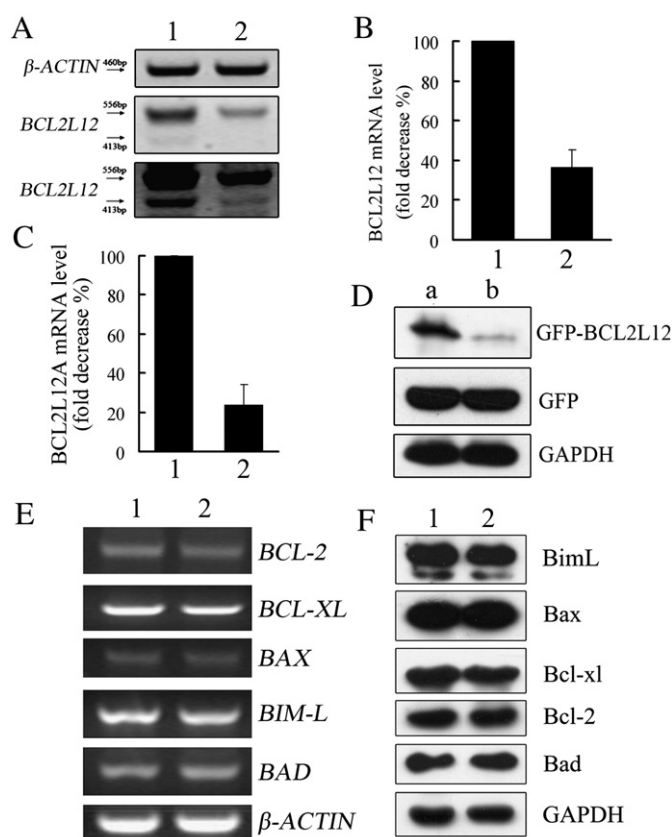 A
1 2
β-ACTIN 460bp
556bp
BCL2L12
413bp
556bp
BCL2L12
413bp
B
BCL2L12 mRNA level
(fold decrease %)
100
80
60
40
20
0
1 2
C
BCL2L12A mRNA level
(fold decrease %)
100
80
60
40
20
0
1 2
D
a b
GFP-BCL2L12
GFP
GAPDH
E
1 2
BCL-2
BCL-XL
BAX
BIM-L
BAD
β-ACTIN
F
1 2
BimL
Bax
Bcl-xl
Bcl-2
Bad
GAPDH